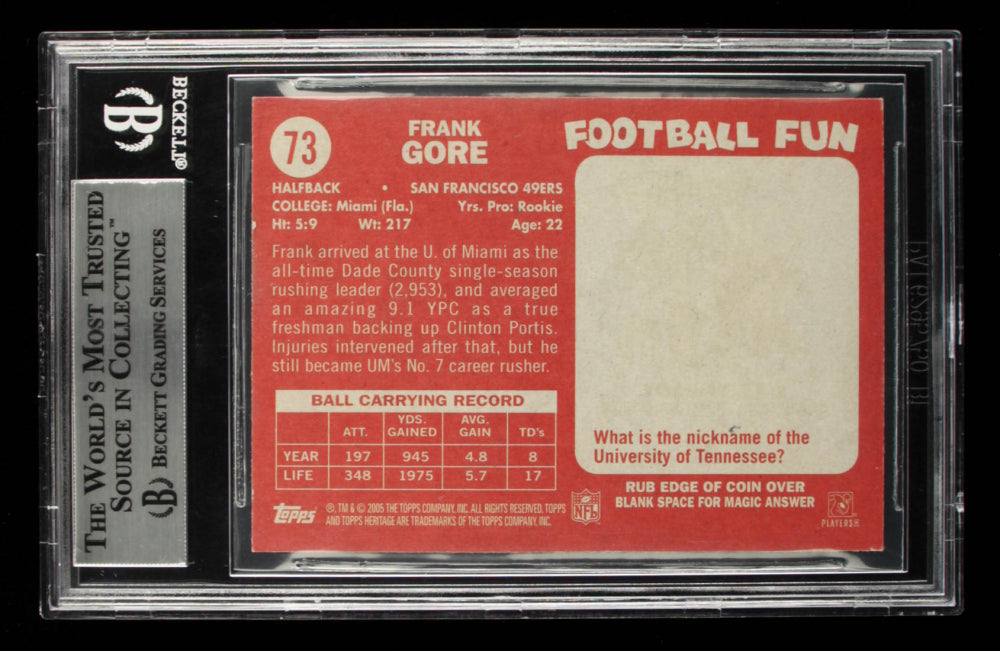 BECKETT®
B
THE WORLD'S MOST TRUSTED
SOURCE IN COLLECTING™
B BECKETT GRADING SERVICES
73
FRANK
GORE
HALFBACK • SAN FRANCISCO 49ERS
COLLEGE: Miami (Fla.) Yrs. Pro: Rookie
Ht: 5:9 Wt: 217 Age: 22
Frank arrived at the U. of Miami as the
all-time Dade County single-season
rushing leader (2,953), and averaged
an amazing 9.1 YPC as a true
freshman backing up Clinton Portis.
Injuries intervened after that, but he
still became UM's No. 7 career rusher.
BALL CARRYING RECORD
ATT. YDS. GAINED AVG. GAIN TD's
YEAR 197 945 4.8 8
LIFE 348 1975 5.7 17
Topps ®, TM & © 2005 THE TOPPS COMPANY, INC. ALL RIGHTS RESERVED. TOPPS
AND TOPPS HERITAGE ARE TRADEMARKS OF THE TOPPS COMPANY, INC.
NFL
FOOTBALL FUN
What is the nickname of the
University of Tennessee?
RUB EDGE OF COIN OVER
BLANK SPACE FOR MAGIC ANSWER
PLAYERS INC